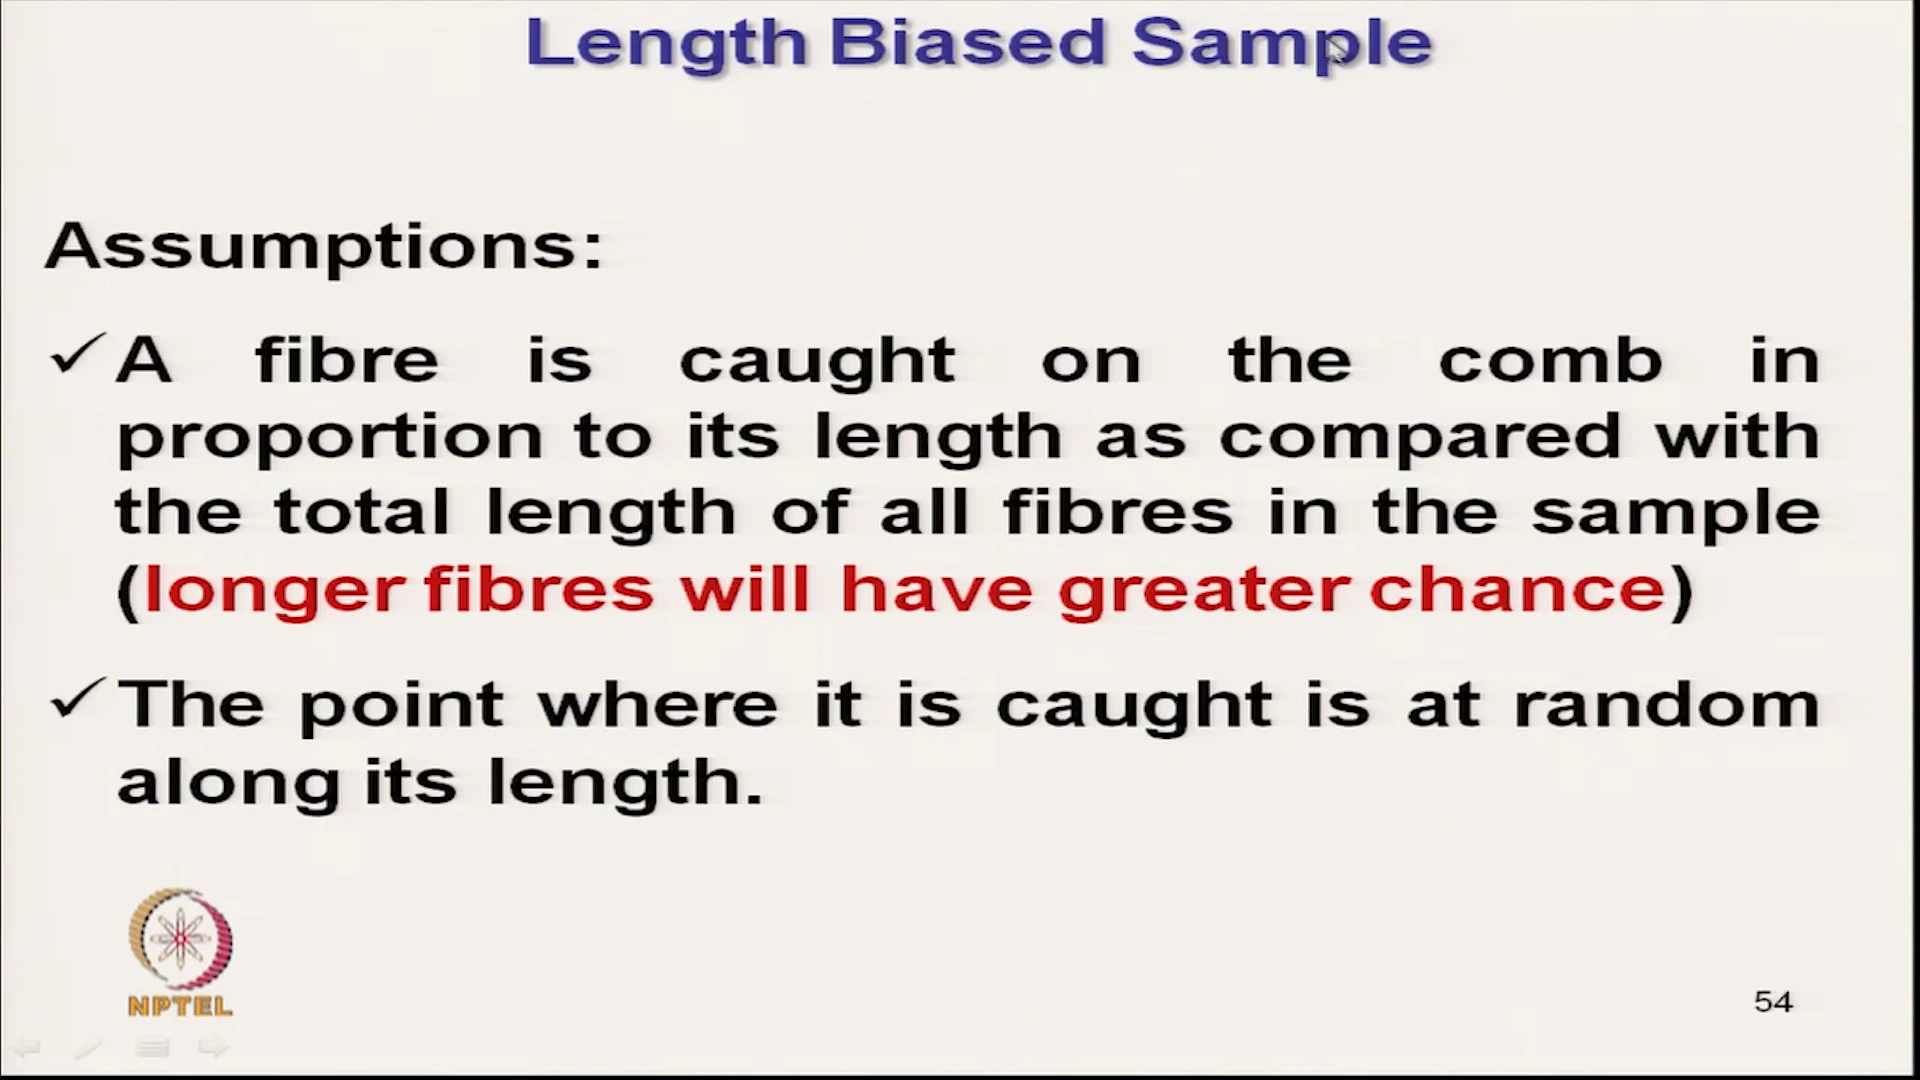 Length Biased Sample
Assumptions:
✓ A fibre is caught on the comb in
proportion to its length as compared with
the total length of all fibres in the sample
(longer fibres will have greater chance)
✓ The point where it is caught is at random
along its length.
NPTEL
54